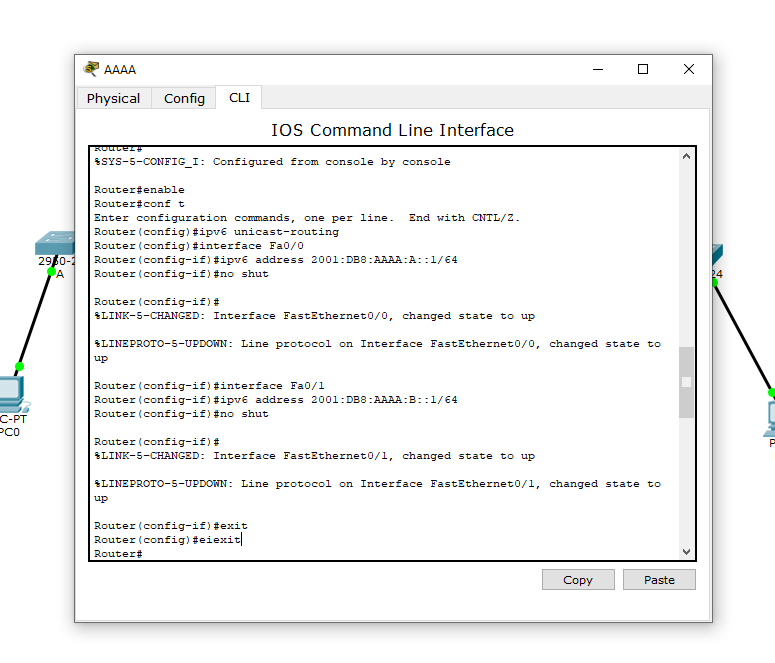 AAAA
Physical
Config
CLI
IOS Command Line Interface
Router#
%SYS-5-CONFIG_I: Configured from console by console
Router#enable
Router#conf t
Enter configuration commands, one per line.  End with CNTL/Z.
Router(config)#ipv6 unicast-routing
Router(config)#interface Fa0/0
Router(config-if)#ipv6 address 2001:DB8:AAAA:A::1/64
Router(config-if)#no shut
Router(config-if)#
%LINK-5-CHANGED: Interface FastEthernet0/0, changed state to up
%LINEPROTO-5-UPDOWN: Line protocol on Interface FastEthernet0/0, changed state to
up
Router(config-if)#interface Fa0/1
Router(config-if)#ipv6 address 2001:DB8:AAAA:B::1/64
Router(config-if)#no shut
Router(config-if)#
%LINK-5-CHANGED: Interface FastEthernet0/1, changed state to up
%LINEPROTO-5-UPDOWN: Line protocol on Interface FastEthernet0/1, changed state to
up
Router(config-if)#exit
Router(config)#eiexit
Router#
Copy
Paste
2950-2
A
C-PT
PC0
24
P